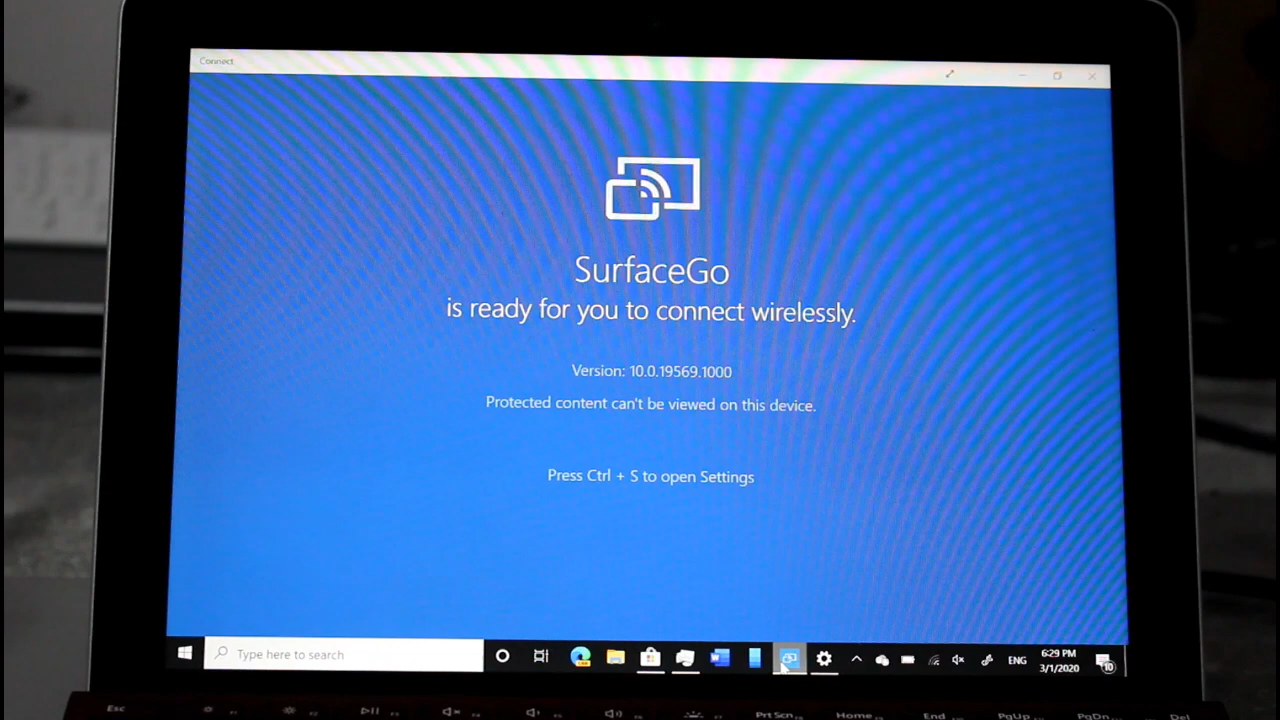 Connect
SurfaceGo
is ready for you to connect wirelessly.
Version: 10.0.19569.1000
Protected content can't be viewed on this device.
Press Ctrl + S to open Settings
Type here to search
ENG
6:29 PM
3/1/2020
10
Esc
PrtScn
Home
End
PgUp
PgDn
Del